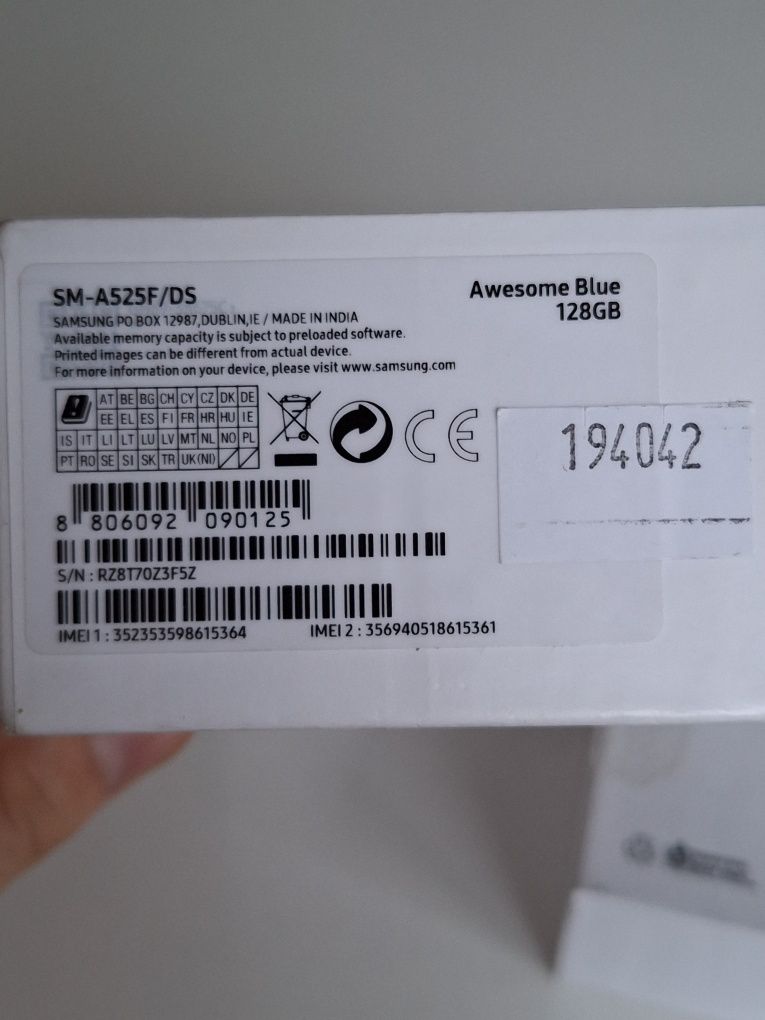 SM-A525F/DS
Awesome Blue
128GB
SAMSUNG PO BOX 12987,DUBLIN,IE / MADE IN INDIA
Available memory capacity is subject to preloaded software.
Printed images can be different from actual device.
For more information on your device, please visit www.samsung.com
AT BE BG CH CY CZ DK DE
EE EL ES FI FR HR HU IE
IS IT LI LT LU LV MT NL NO PL
PT RO SE SI SK TR UK(NI)
CE
194042
8 806092 090125
S/N : RZ8T70Z3F5Z
IMEI 1 : 352353598615364
IMEI 2 : 356940518615361